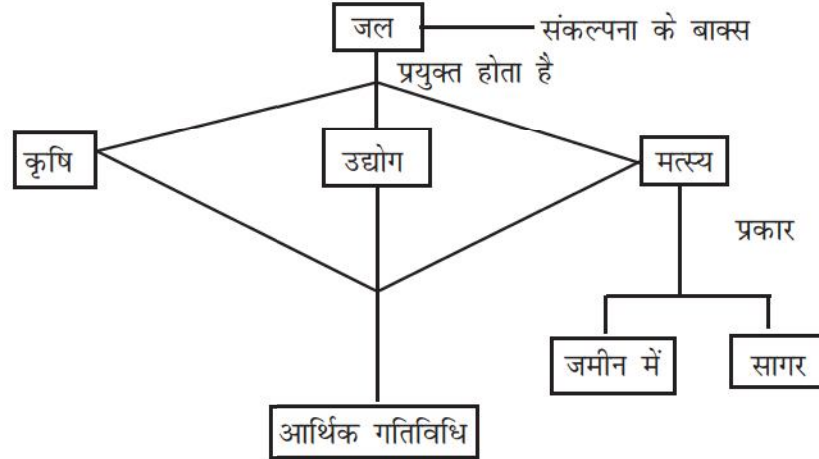 जल
संकल्पना के बाक्स
प्रयुक्त होता है
कृषि
उद्योग
मत्स्य
प्रकार
जमीन में
सागर
आर्थिक गतिविधि